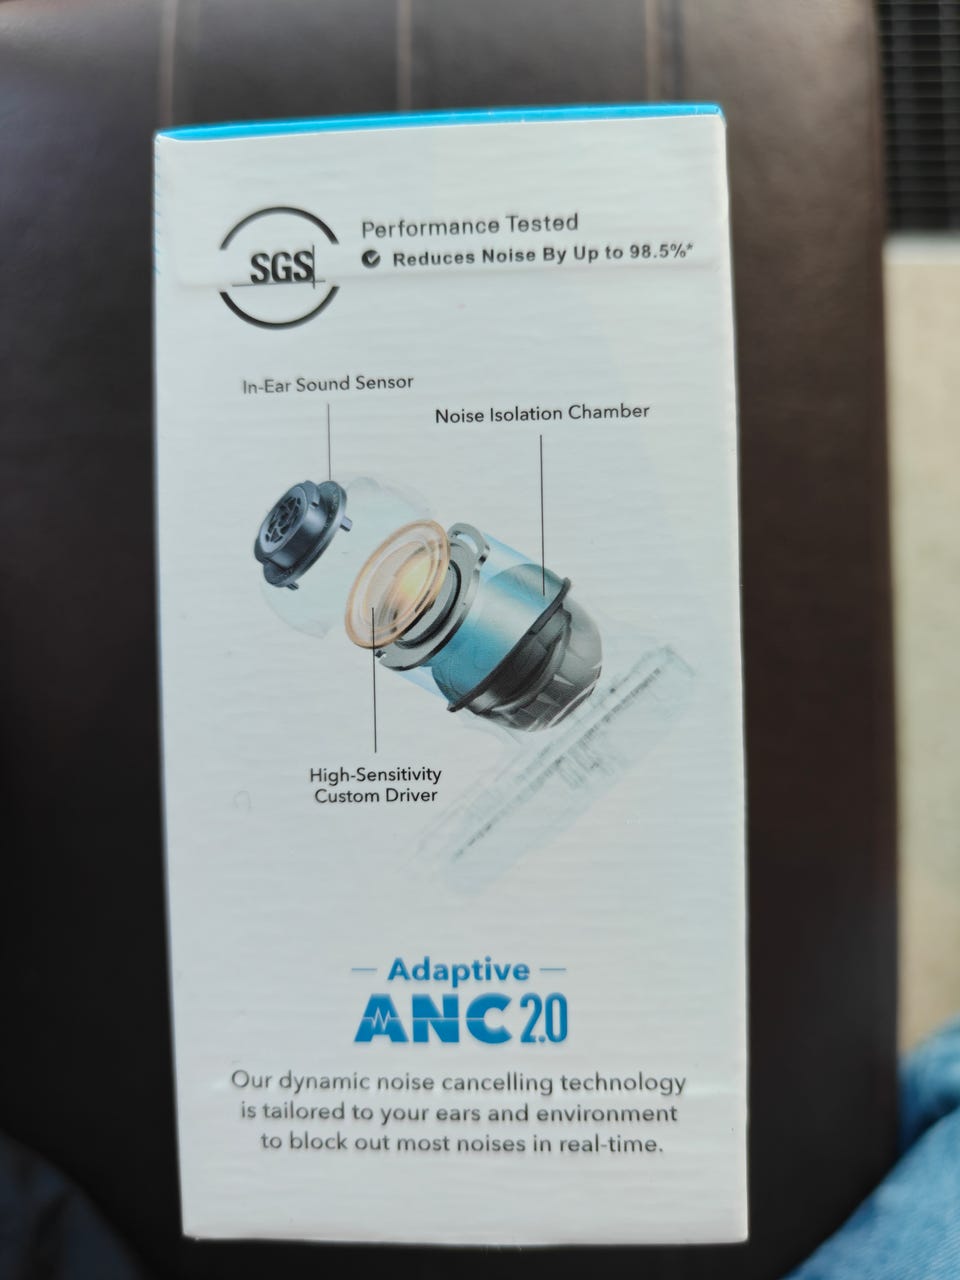 SGS
Performance Tested
Reduces Noise By Up to 98.5%*
In-Ear Sound Sensor
Noise Isolation Chamber
High-Sensitivity
Custom Driver
Adaptive
ANC 2.0
Our dynamic noise cancelling technology
is tailored to your ears and environment
to block out most noises in real-time.